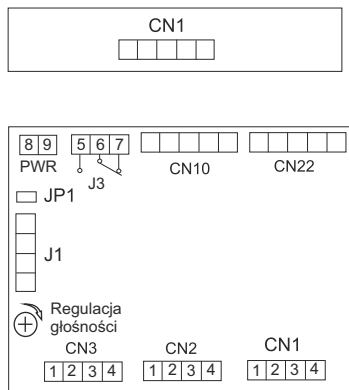 CN1
8 9
5 6 7
PWR
J3
CN10
CN22
JP1
J1
Regulacja
głośności
CN3
CN2
CN1
1 2 3 4
1 2 3 4
1 2 3 4